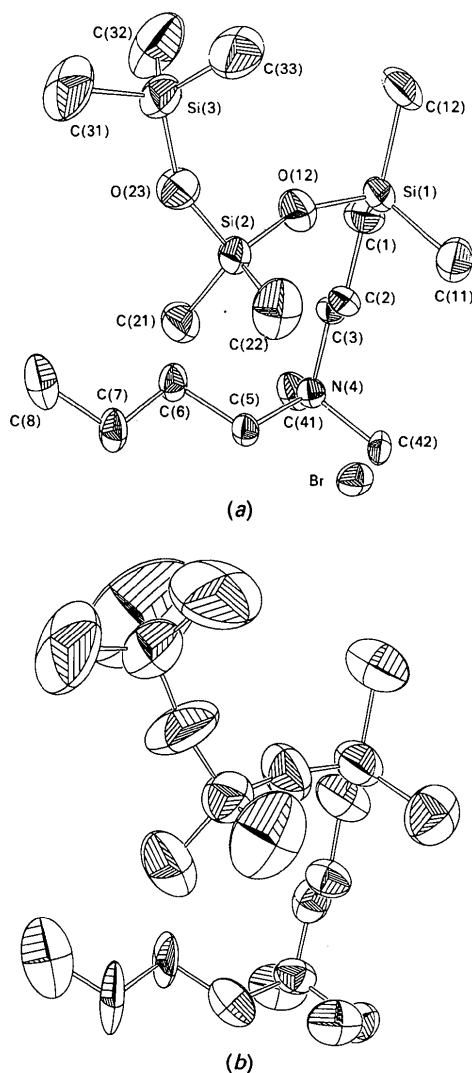 C(32)
C(33)
C(12)
C(31)
Si(3)
O(12)
Si(1)
O(23)
Si(2)
C(1)
C(2)
C(11)
C(3)
C(21)
C(22)
C(7)
C(5)
N(4)
C(8)
C(6)
C(41)
C(42)
Br
(a)
(b)